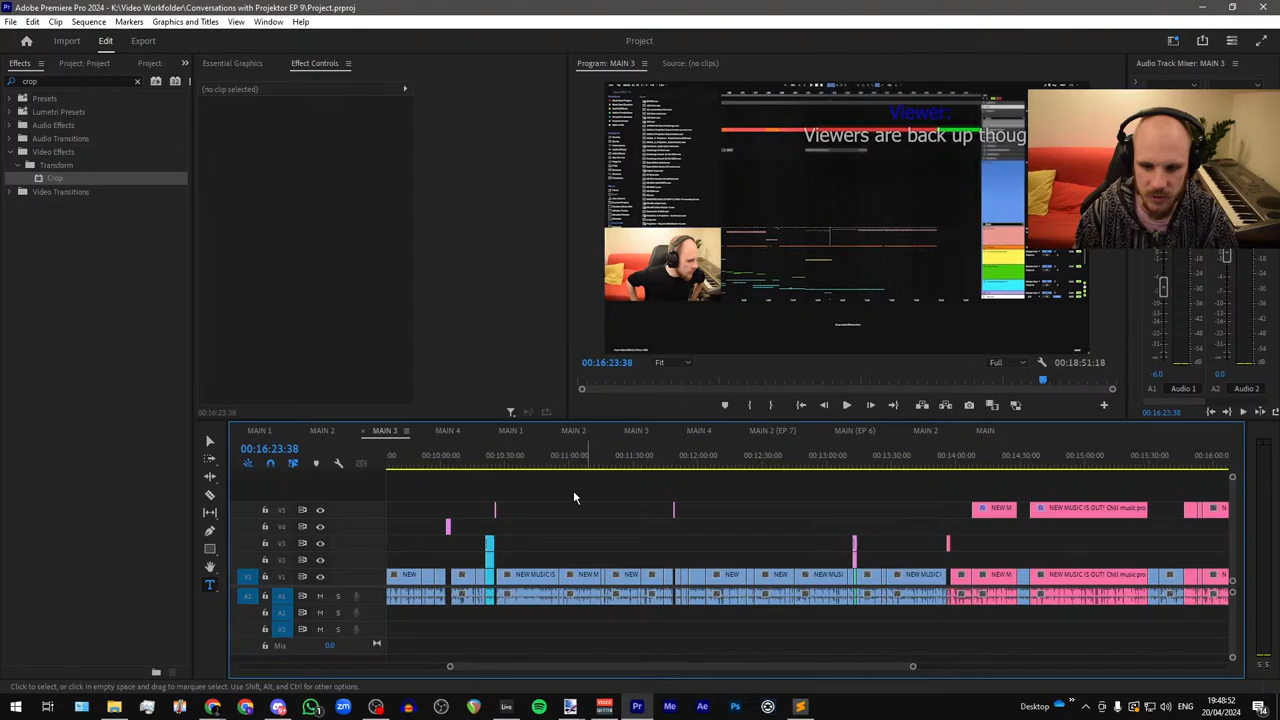 Adobe Premiere Pro 2024 - K:\Video Workfolder\Conversations with Projektor EP 9\Project.prproj
File Edit Clip Sequence Markers Graphics and Titles View Window Help
Import Edit Export Project
Effects Project: Project Project: Essential Graphics Effect Controls Program: MAIN 3 Source: (no clips) Audio Track Mixer: MAIN 3
crop
(no clip selected)
Presets
Lumetri Presets
Audio Effects
Audio Transitions
Video Effects
Transform
Crop
Video Transitions
Viewer:
Viewers are back up thoug
00:16:23:38 Fit Full 00:18:51:18
-6.0 0.0
A1 Audio 1 A2 Audio 2
00:16:23:38 00:16:23:38
MAIN 1 MAIN 2 MAIN 3 MAIN 4 MAIN 1 MAIN 2 MAIN 3 MAIN 4 MAIN 2 (EP 7) MAIN (EP 6) MAIN 2 MAIN
00:16:23:38
:00 00:10:00:00 00:10:30:00 00:11:00:00 00:11:30:00 00:12:00:00 00:12:30:00 00:13:00:00 00:13:30:00 00:14:00:00 00:14:30:00 00:15:00:00 00:15:30:00 00:16:00:0
V5 NEW M NEW MUSIC IS OUT! Chill music pro N
V4
V3
V2
V1 V1 NEW NEW MUSIC IS NEW M NEW NEW NEW MUSI NEW MUSIC I NEW M NEW MUSIC IS OUT! Chill music pro N
A1 A1 M S
A2 M S
A3 M S
Mix 0.0
Click to select, or click in empty space and drag to marquee select. Use Shift, Alt, and Ctrl for other options.
Desktop ENG 19:48:52
20/04/2024